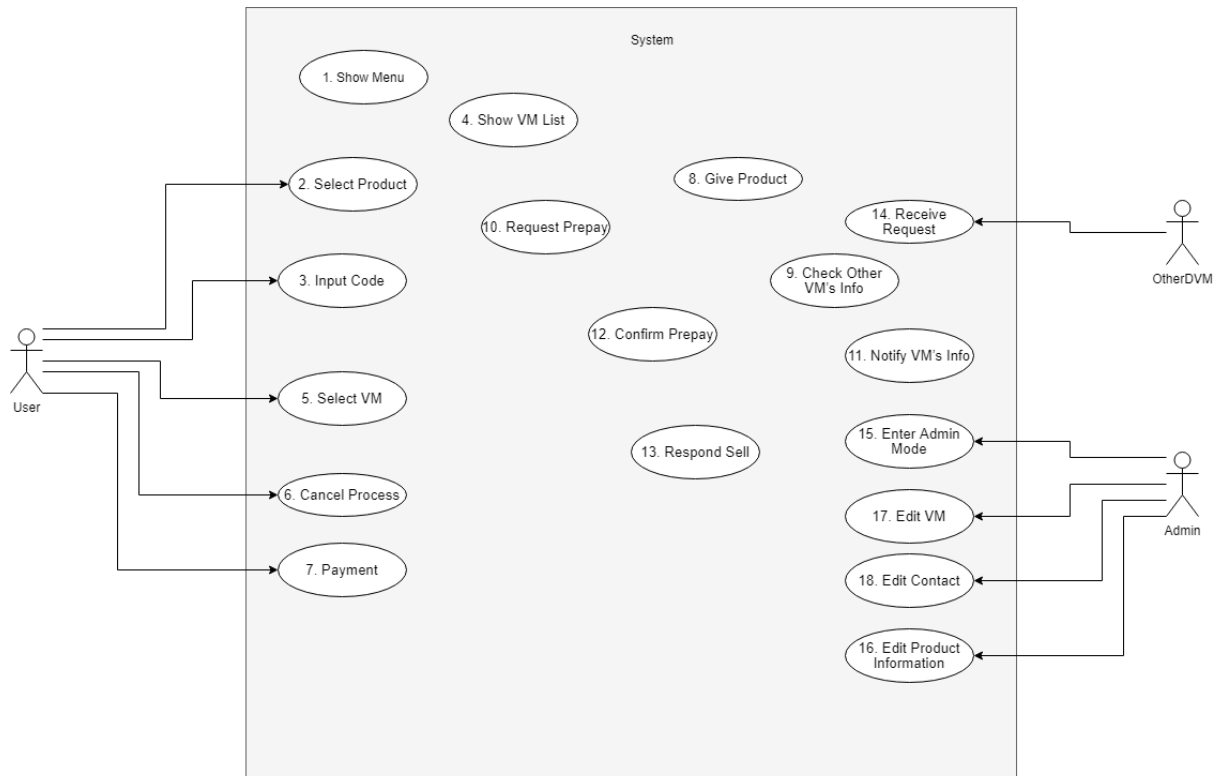 System
1. Show Menu
4. Show VM List
2. Select Product
8. Give Product
10. Request Prepay
14. Receive
Request
OtherDVM
3. Input Code
9. Check Other
VM's Info
12. Confirm Prepay
11. Notify VM's Info
User
5. Select VM
13. Respond Sell
15. Enter Admin
Mode
6. Cancel Process
17. Edit VM
Admin
7. Payment
18. Edit Contact
16. Edit Product
Information